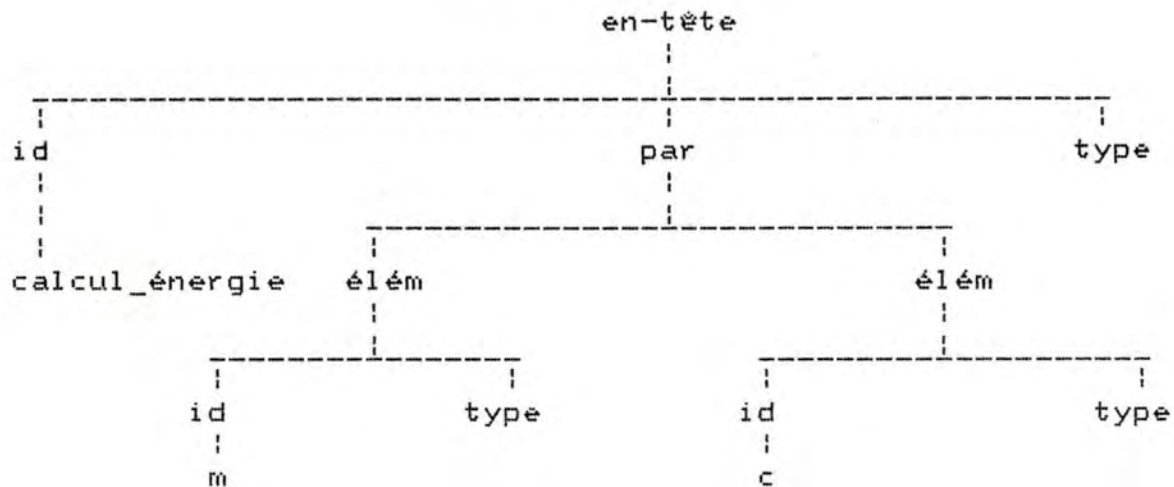 en-tête
id par type
calcul_énergie élém élém
id type id type
m c